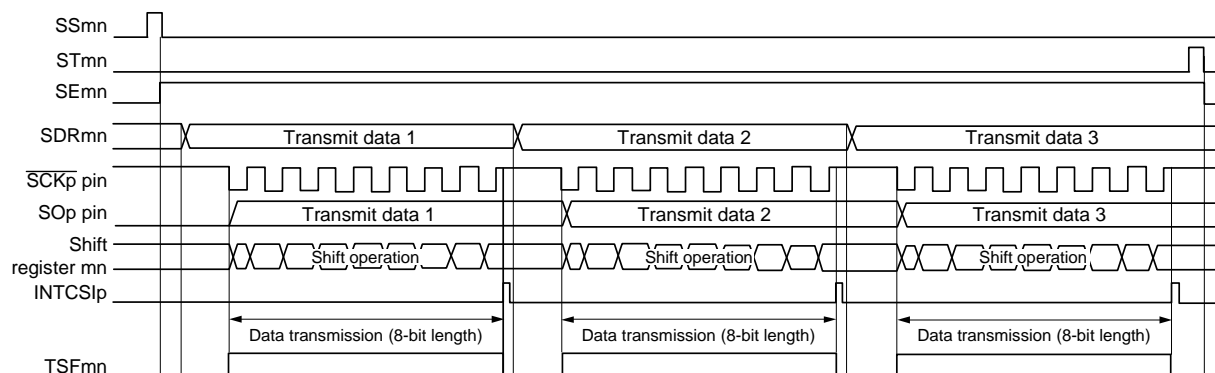 SSmn
STmn
SEmn
SDRmn Transmit data 1 Transmit data 2 Transmit data 3
SCKp pin
SOp pin Transmit data 1 Transmit data 2 Transmit data 3
Shift
register mn Shift operation Shift operation Shift operation
INTCSIp
Data transmission (8-bit length) Data transmission (8-bit length) Data transmission (8-bit length)
TSFmn